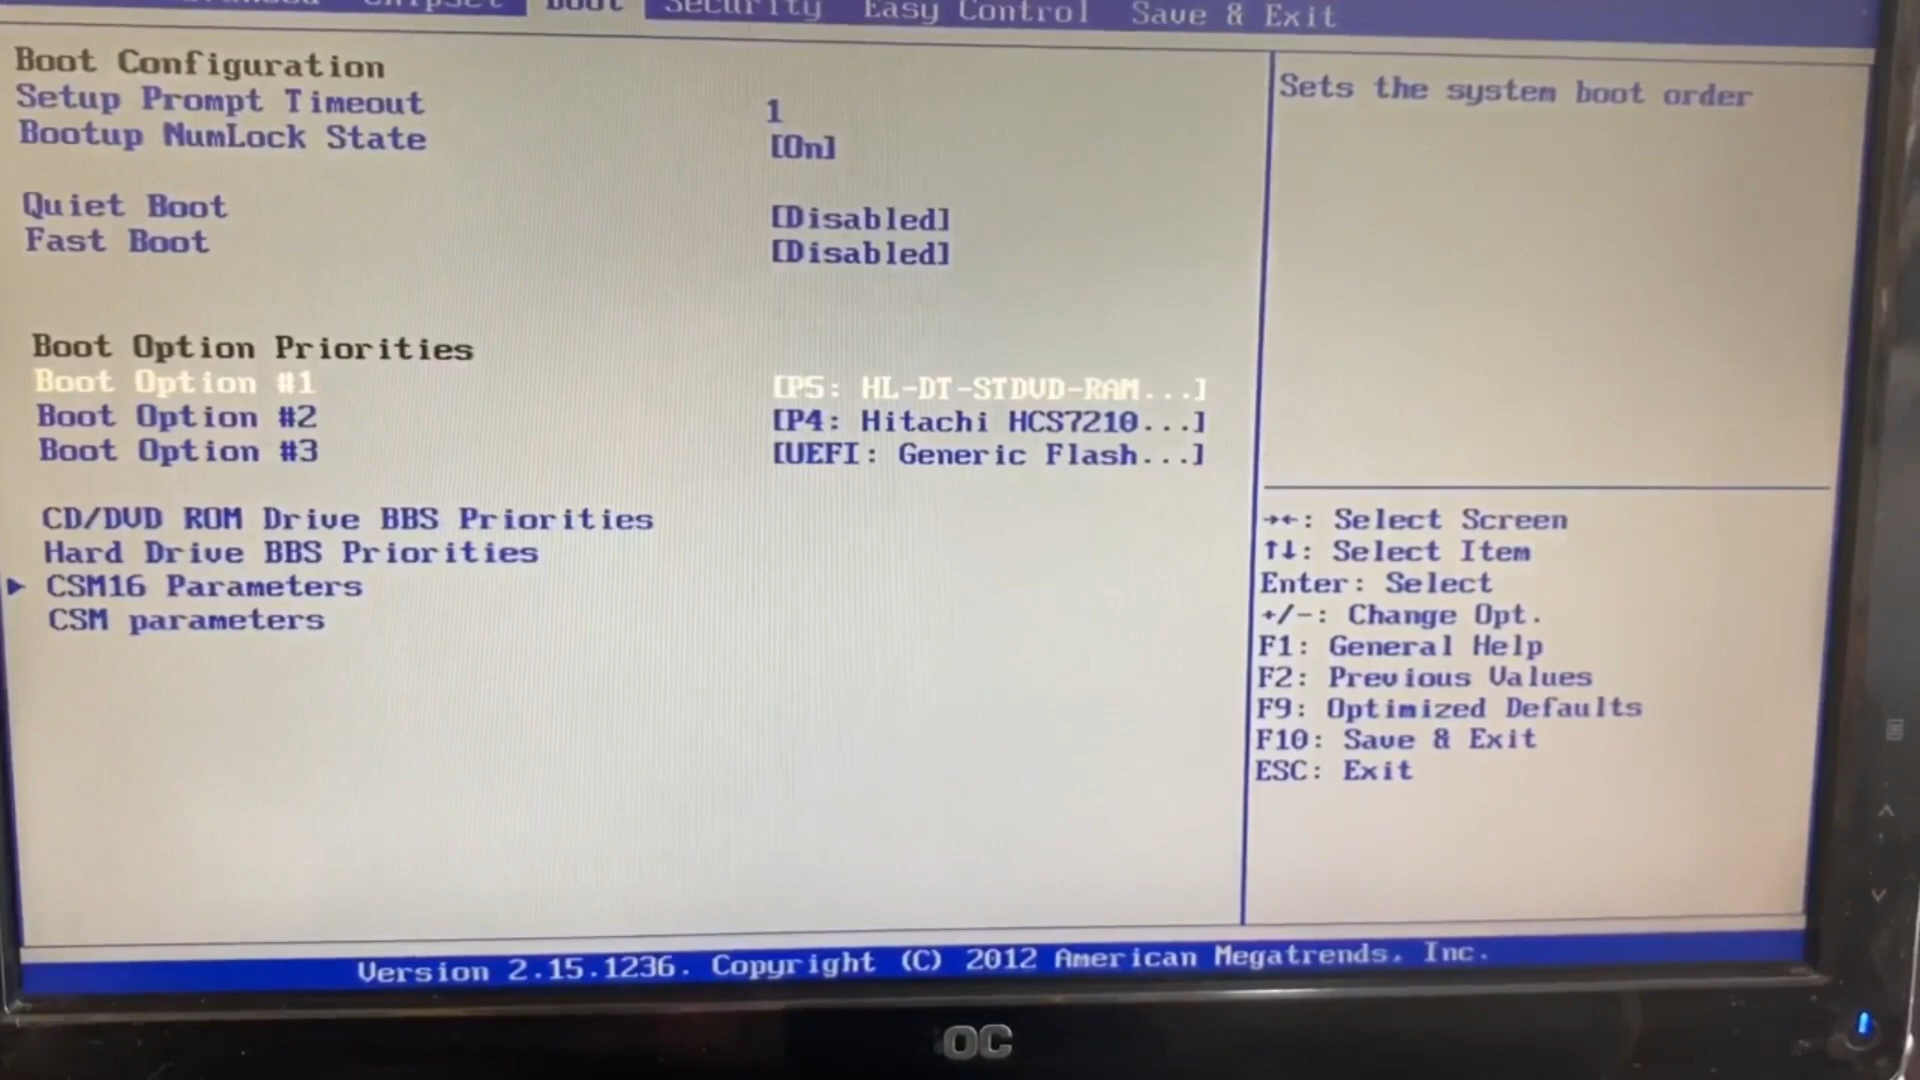 Boot Security Easy Control Save & Exit
Boot Configuration
Setup Prompt Timeout 1
Bootup NumLock State [On]
Quiet Boot [Disabled]
Fast Boot [Disabled]
Boot Option Priorities
Boot Option #1 [P5: HL-DT-STDVD-RAM...]
Boot Option #2 [P4: Hitachi HCS7210...]
Boot Option #3 [UEFI: Generic Flash...]
CD/DVD ROM Drive BBS Priorities
Hard Drive BBS Priorities
CSM16 Parameters
CSM parameters
Sets the system boot order
→←: Select Screen
↑↓: Select Item
Enter: Select
+/-: Change Opt.
F1: General Help
F2: Previous Values
F9: Optimized Defaults
F10: Save & Exit
ESC: Exit
Version 2.15.1236. Copyright (C) 2012 American Megatrends, Inc.
OC